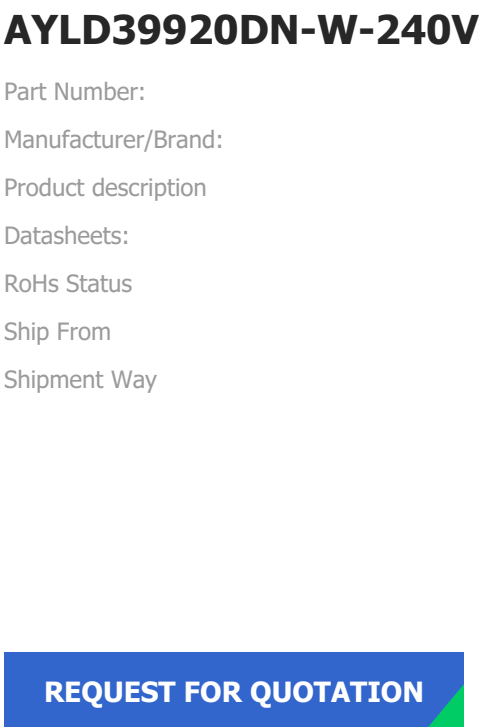 AYLD39920DN-W-240V
Part Number:
Manufacturer/Brand:
Product description
Datasheets:
RoHs Status
Ship From
Shipment Way
REQUEST FOR QUOTATION